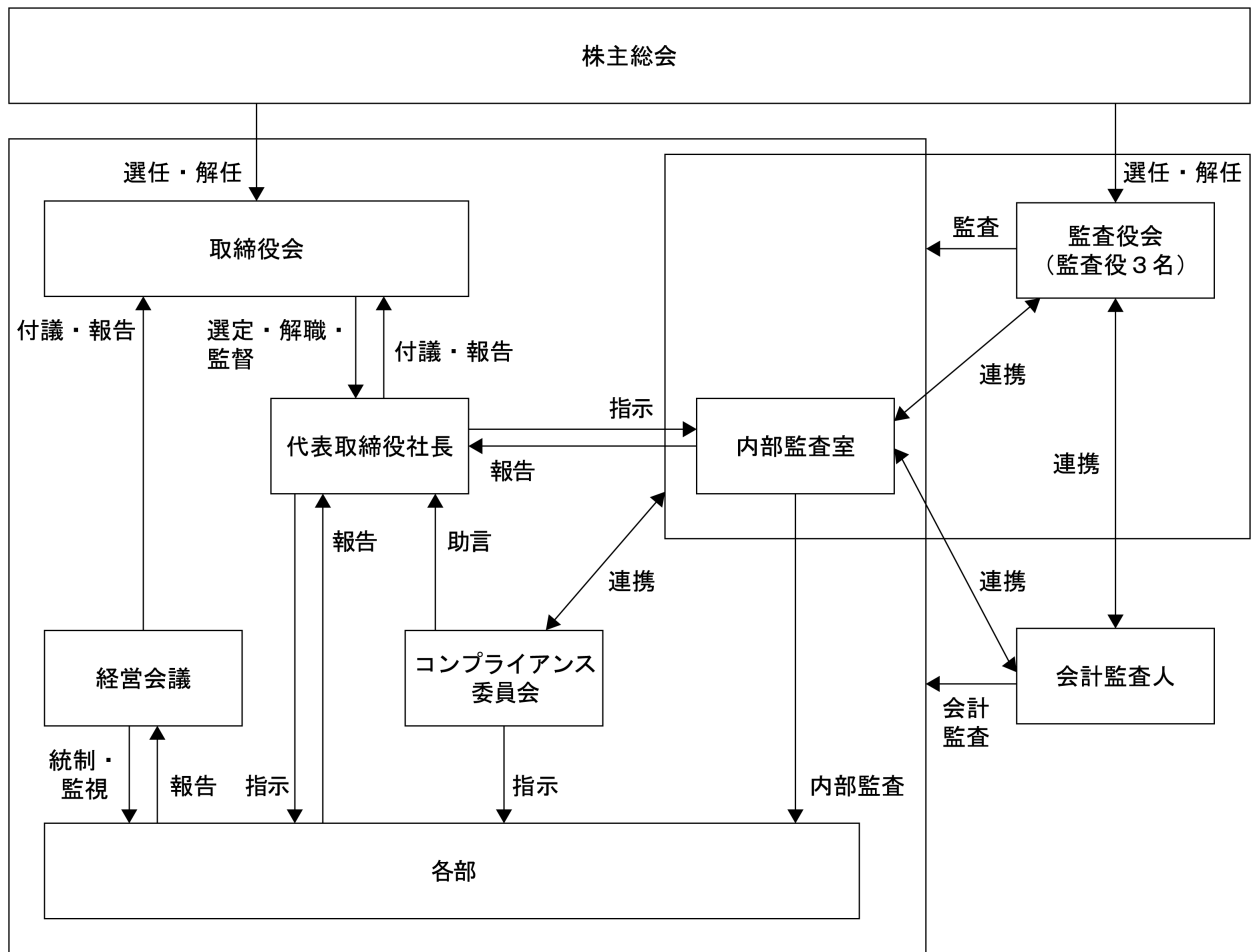 株主総会
選任・解任
選任・解任
取締役会
監査
監査役会
（監査役３名）
付議・報告
選定・解職・
監督
付議・報告
連携
代表取締役社長
指示
報告
内部監査室
連携
報告
助言
連携
連携
経営会議
コンプライアンス
委員会
会計監査人
会計
監査
統制・
監視
報告
指示
指示
内部監査
各部